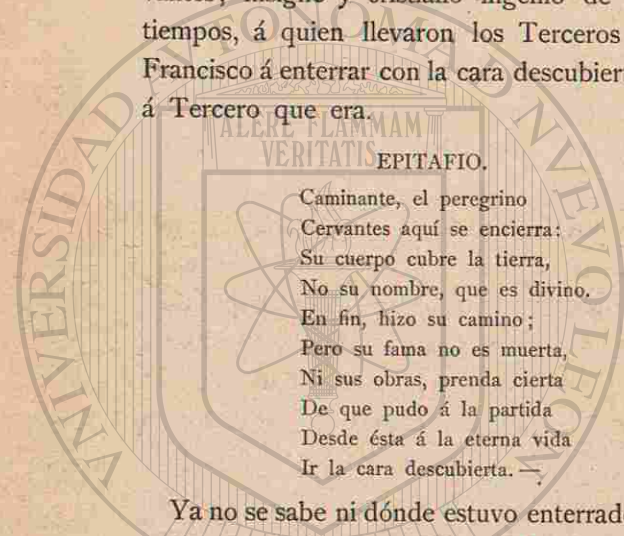 tiempos, á quien llevaron los Terceros
Francisco á enterrar con la cara descubier
á Tercero que era.
ALERE FLAMMAM
VERITATIS
EPITAFIO.
Caminante, el peregrino
Cervantes aquí se encierra:
Su cuerpo cubre la tierra,
No su nombre, que es divino.
En fin, hizo su camino;
Pero su fama no es muerta,
Ni sus obras, prenda cierta
De que pudo á la partida
Desde ésta á la eterna vida
Ir la cara descubierta.—
Ya no se sabe ni dónde estuvo enterrad